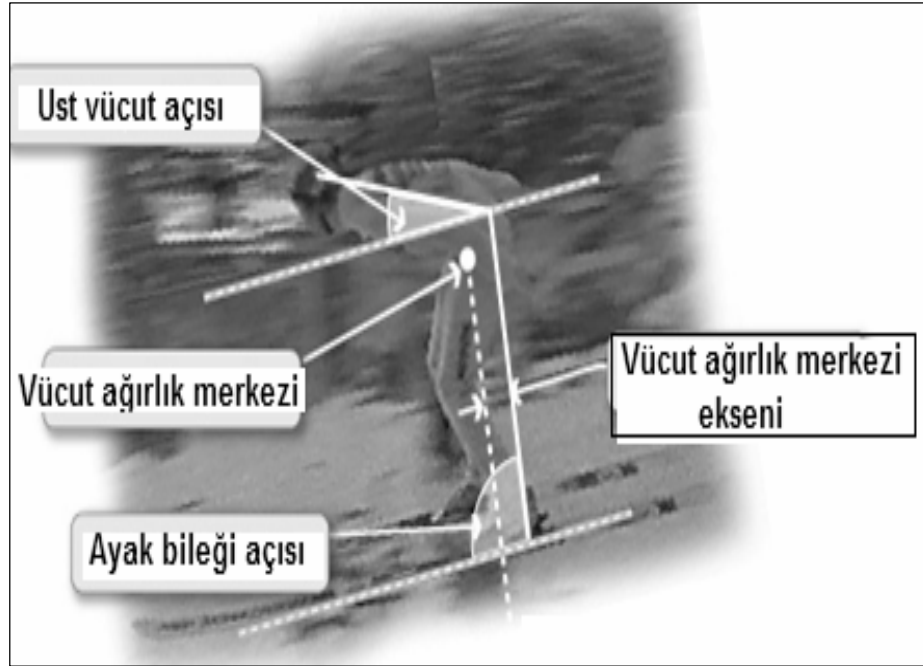 Ust vücut açısı
Vücut ağırlık merkezi
Vücut ağırlık merkezi
ekseni
Ayak bileği açısı